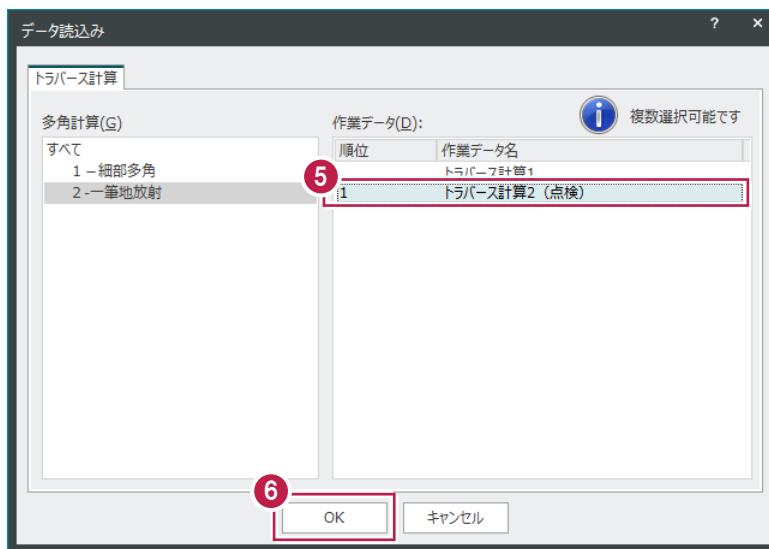 データ読込み
? ×
トラバース計算
多角計算(G)
すべて
1 –細部多角
2-一筆地放射
作業データ(D):
複数選択可能です
順位 作業データ名
トラバース計算1
5
1 トラバース計算2（点検）
6
OK キャンセル